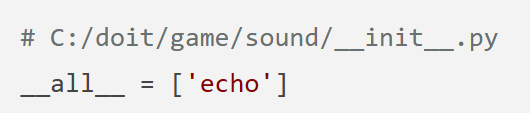 # C:/doit/game/sound/__init__.py
__all__ = ['echo']